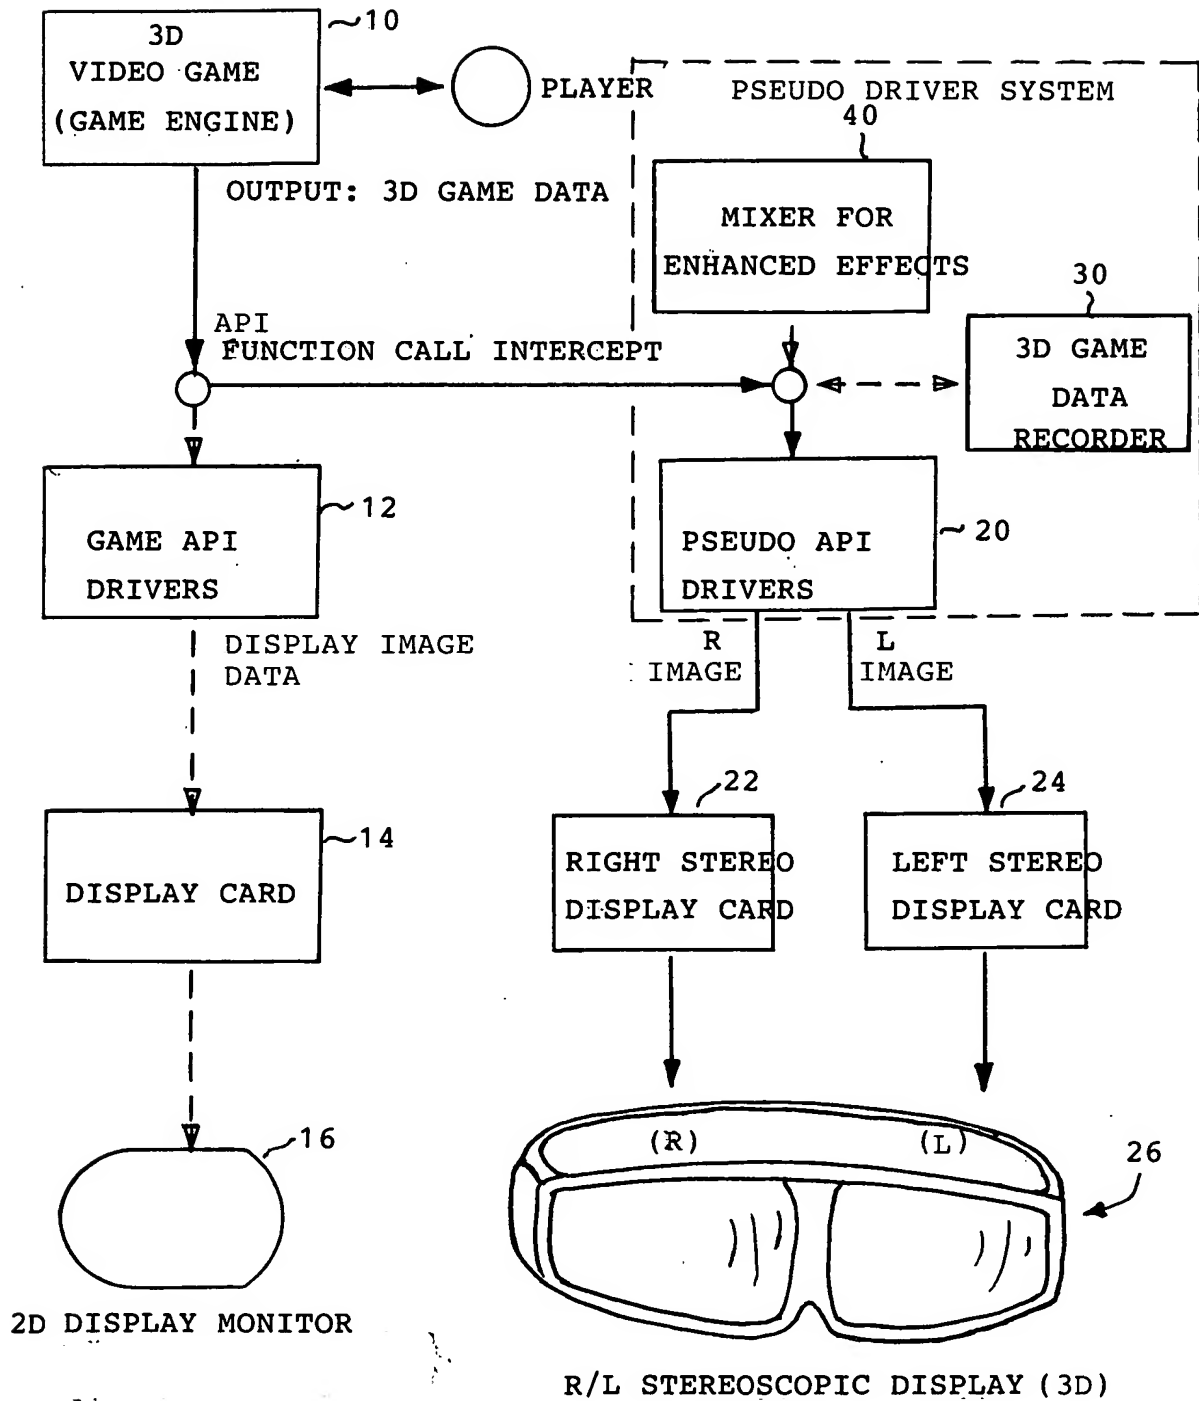 3D
VIDEO GAME
(GAME ENGINE)
10
PLAYER
OUTPUT: 3D GAME DATA
API
FUNCTION CALL INTERCEPT
PSEUDO DRIVER SYSTEM
40
MIXER FOR
ENHANCED EFFECTS
30
3D GAME
DATA
RECORDER
12
GAME API
DRIVERS
20
PSEUDO API
DRIVERS
DISPLAY IMAGE
DATA
R
IMAGE
L
IMAGE
14
DISPLAY CARD
22
RIGHT STEREO
DISPLAY CARD
24
LEFT STEREO
DISPLAY CARD
16
2D DISPLAY MONITOR
(R)
(L)
26
R/L STEREOSCOPIC DISPLAY (3D)